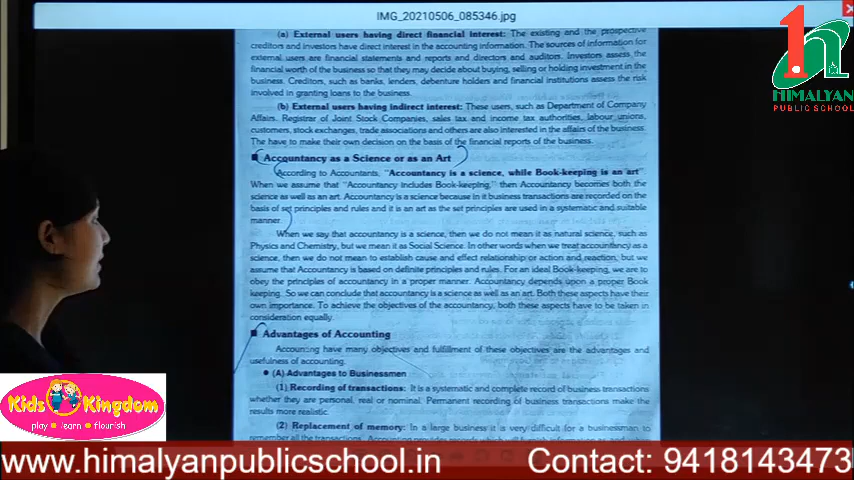 IMG_20210506_085346.jpg
(a) External users having direct financial interest: The existing and the prospective
creditors and investors have direct interest in the accounting information. The sources of information for
external users are financial statements and reports and directors and auditors. Investors assess the
financial worth of the business so that they may decide about buying, selling or holding investment in the
business. Creditors, such as banks, lenders, debenture holders and financial institutions assess the risk
involved in granting loans to the business.
(b) External users having indirect interest: These users, such as Department of Company
Affairs, Registrar of Joint Stock Companies, sales tax and income tax authorities, labour unions,
customers, stock exchanges, trade associations and others are also interested in the affairs of the business.
The have to make their own decision on the basis of the financial reports of the business.
Accountancy as a Science or as an Art
According to Accountants, "Accountancy is a science, while Book-keeping is an art".
When we assume that "Accountancy includes Book-keeping," then Accountancy becomes both the
science as well as an art. Accountancy is a science because in it business transactions are recorded on the
basis of set principles and rules and it is an art as the set principles are used in a systematic and suitable
manner.
When we say that accountancy is a science, then we do not mean it as natural science, such as
Physics and Chemistry, but we mean it as Social Science. In other words when we treat accountancy as a
science, then we do not mean to establish cause and effect relationship or action and reaction, but we
assume that Accountancy is based on definite principles and rules. For an ideal Book-keeping, we are to
obey the principles of accountancy in a proper manner. Accountancy depends upon a proper Book
keeping. So we can conclude that accountancy is a science as well as an art. Both these aspects have their
own importance. To achieve the objectives of the accountancy, both these aspects have to be taken in
consideration equally.
Advantages of Accounting
Accounting have many objectives and fulfillment of these objectives are the advantages and
usefulness of accounting.
• (A) Advantages to Businessmen
(1) Recording of transactions: It is a systematic and complete record of business transactions
whether they are personal, real or nominal. Permanent recording of business transactions make the
results more realistic.
(2) Replacement of memory: In a large business it is very difficult for a businessman to
remember all the transactions. Accounting provides records which will furnish information as and when
HIMALYAN
PUBLIC SCHOOL
Kids Kingdom
play • learn • flourish
www.himalyanpublicschool.in Contact: 9418143473